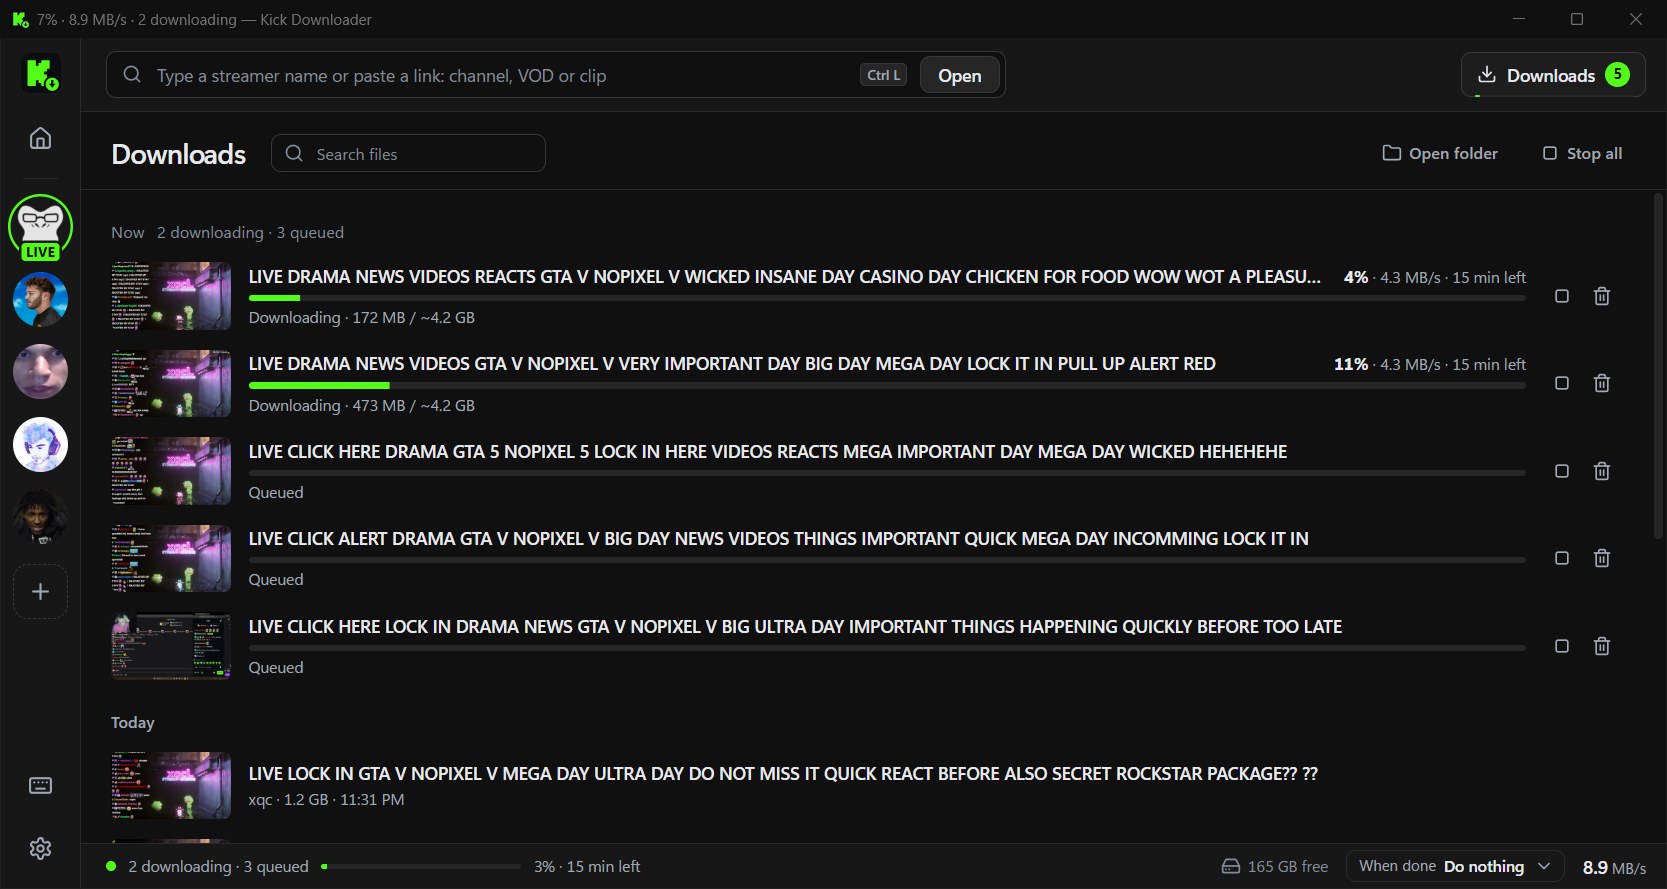 7% · 8.9 MB/s · 2 downloading — Kick Downloader
Type a streamer name or paste a link: channel, VOD or clip
Ctrl L
Open
Downloads 5
Downloads
Search files
Open folder
Stop all
LIVE
Now 2 downloading · 3 queued
LIVE DRAMA NEWS VIDEOS REACTS GTA V NOPIXEL V WICKED INSANE DAY CASINO DAY CHICKEN FOR FOOD WOW WOT A PLEASU...
4% · 4.3 MB/s · 15 min left
Downloading · 172 MB / ~4.2 GB
LIVE DRAMA NEWS VIDEOS GTA V NOPIXEL V VERY IMPORTANT DAY BIG DAY MEGA DAY LOCK IT IN PULL UP ALERT RED
11% · 4.3 MB/s · 15 min left
Downloading · 473 MB / ~4.2 GB
LIVE CLICK HERE DRAMA GTA 5 NOPIXEL 5 LOCK IN HERE VIDEOS REACTS MEGA IMPORTANT DAY MEGA DAY WICKED HEHEHEHE
Queued
LIVE CLICK ALERT DRAMA GTA V NOPIXEL V BIG DAY NEWS VIDEOS THINGS IMPORTANT QUICK MEGA DAY INCOMMING LOCK IT IN
Queued
LIVE CLICK HERE LOCK IN DRAMA NEWS GTA V NOPIXEL V BIG ULTRA DAY IMPORTANT THINGS HAPPENING QUICKLY BEFORE TOO LATE
Queued
Today
LIVE LOCK IN GTA V NOPIXEL V MEGA DAY ULTRA DAY DO NOT MISS IT QUICK REACT BEFORE ALSO SECRET ROCKSTAR PACKAGE?? ??
xqc · 1.2 GB · 11:31 PM
2 downloading · 3 queued
3% · 15 min left
165 GB free
When done Do nothing
8.9 MB/s